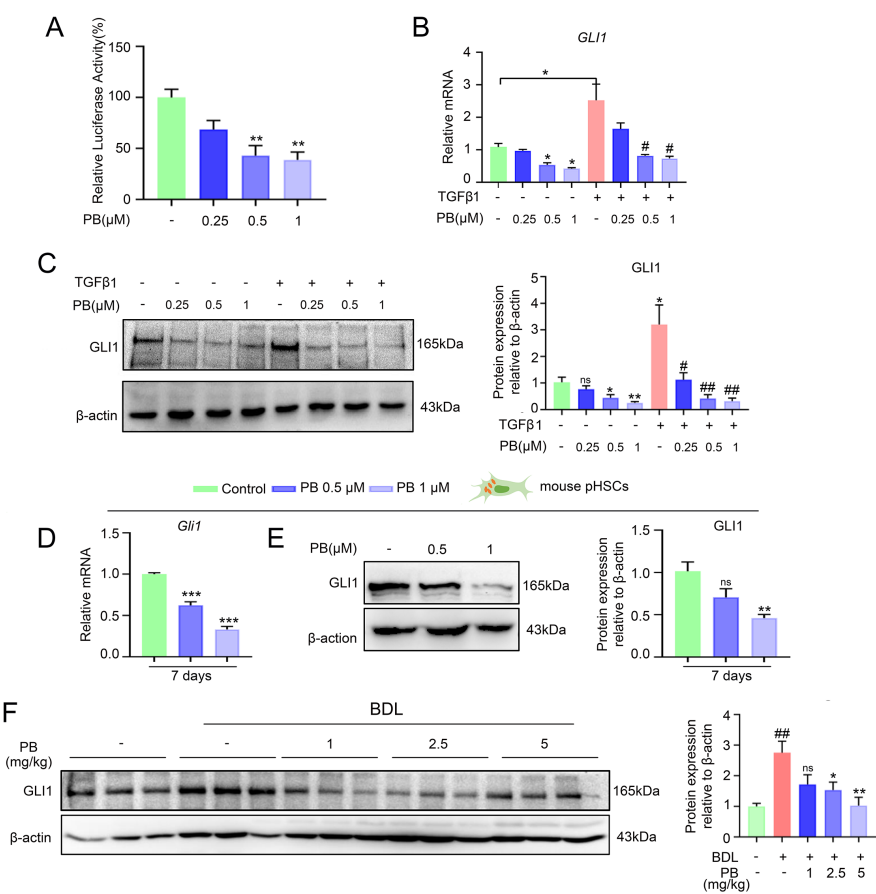 A
Relative Luciferase Activity(%)
150
100
50
0
**
**
PB(μM)
- 0.25 0.5 1
B
GLI1
Relative mRNA
4
3
2
1
0
*
* *
# #
TGFβ1 - - - - + + + +
PB(μM) - 0.25 0.5 1 - 0.25 0.5 1
C
TGFβ1 - - - - + + + +
PB(μM) - 0.25 0.5 1 - 0.25 0.5 1
GLI1 165kDa
β-actin 43kDa
GLI1
Protein expression
relative to β-actin
5
4
3
2
1
0
ns * ** * # ## ##
TGFβ1 - - - - + + + +
PB(μM) - 0.25 0.5 1 - 0.25 0.5 1
Control PB 0.5 μM PB 1 μM mouse pHSCs
D
Gli1
Relative mRNA
1.5
1.0
0.5
0.0
***
***
7 days
E
PB(μM) - 0.5 1
GLI1 165kDa
β-action 43kDa
GLI1
Protein expression
relative to β-actin
1.5
1.0
0.5
0.0
ns
**
7 days
F
BDL
PB
(mg/kg)
- - 1 2.5 5
GLI1 165kDa
β-actin 43kDa
Protein expression
relative to β-actin
4
3
2
1
0
## ns * **
BDL - + + + +
PB - - 1 2.5 5
(mg/kg)